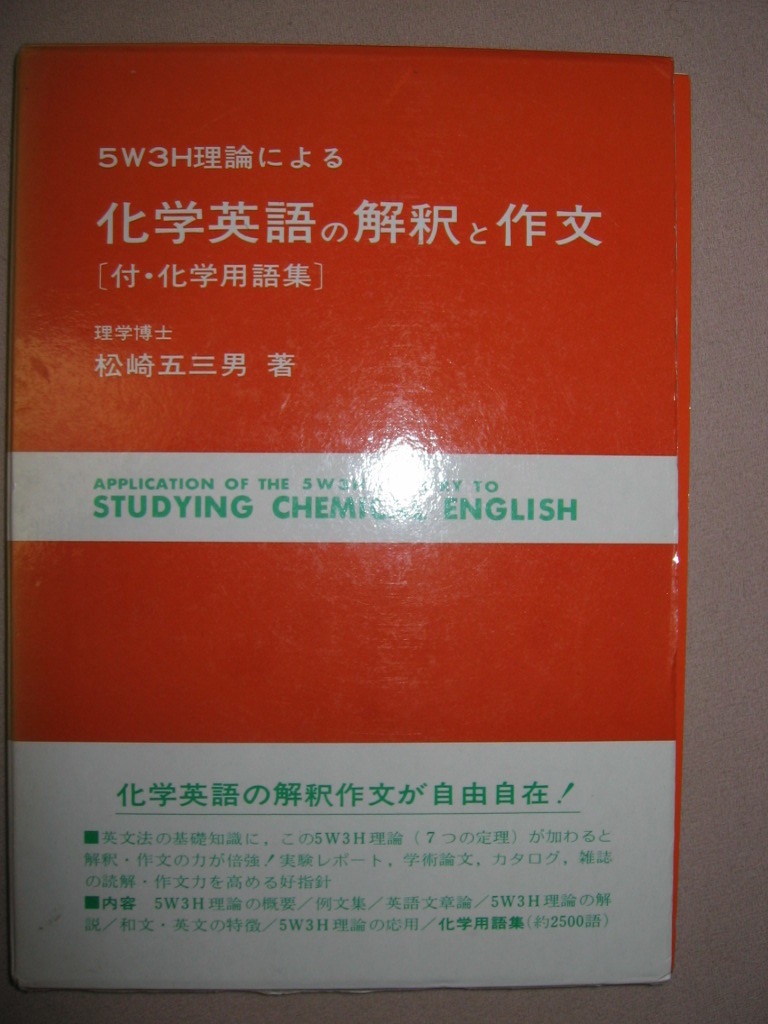 5W3H理論による
化学英語の解釈と作文
[付・化学用語集]
理学博士
松崎五三男 著
APPLICATION OF THE 5W3H TO
STUDYING ENGLISH
化学英語の解釈作文が自由自在!
■英文法の基礎知識に,この5W3H理論(7つの定理)が加わると
解釈・作文の力が倍強!実験レポート,学術論文,カタログ,雑誌
の読解・作文力を高める好指針
■内容 5W3H理論の概要/例文集/英語文章論/5W3H理論の解
説/和文・英文の特徴/5W3H理論の応用/化学用語集(約2500語)